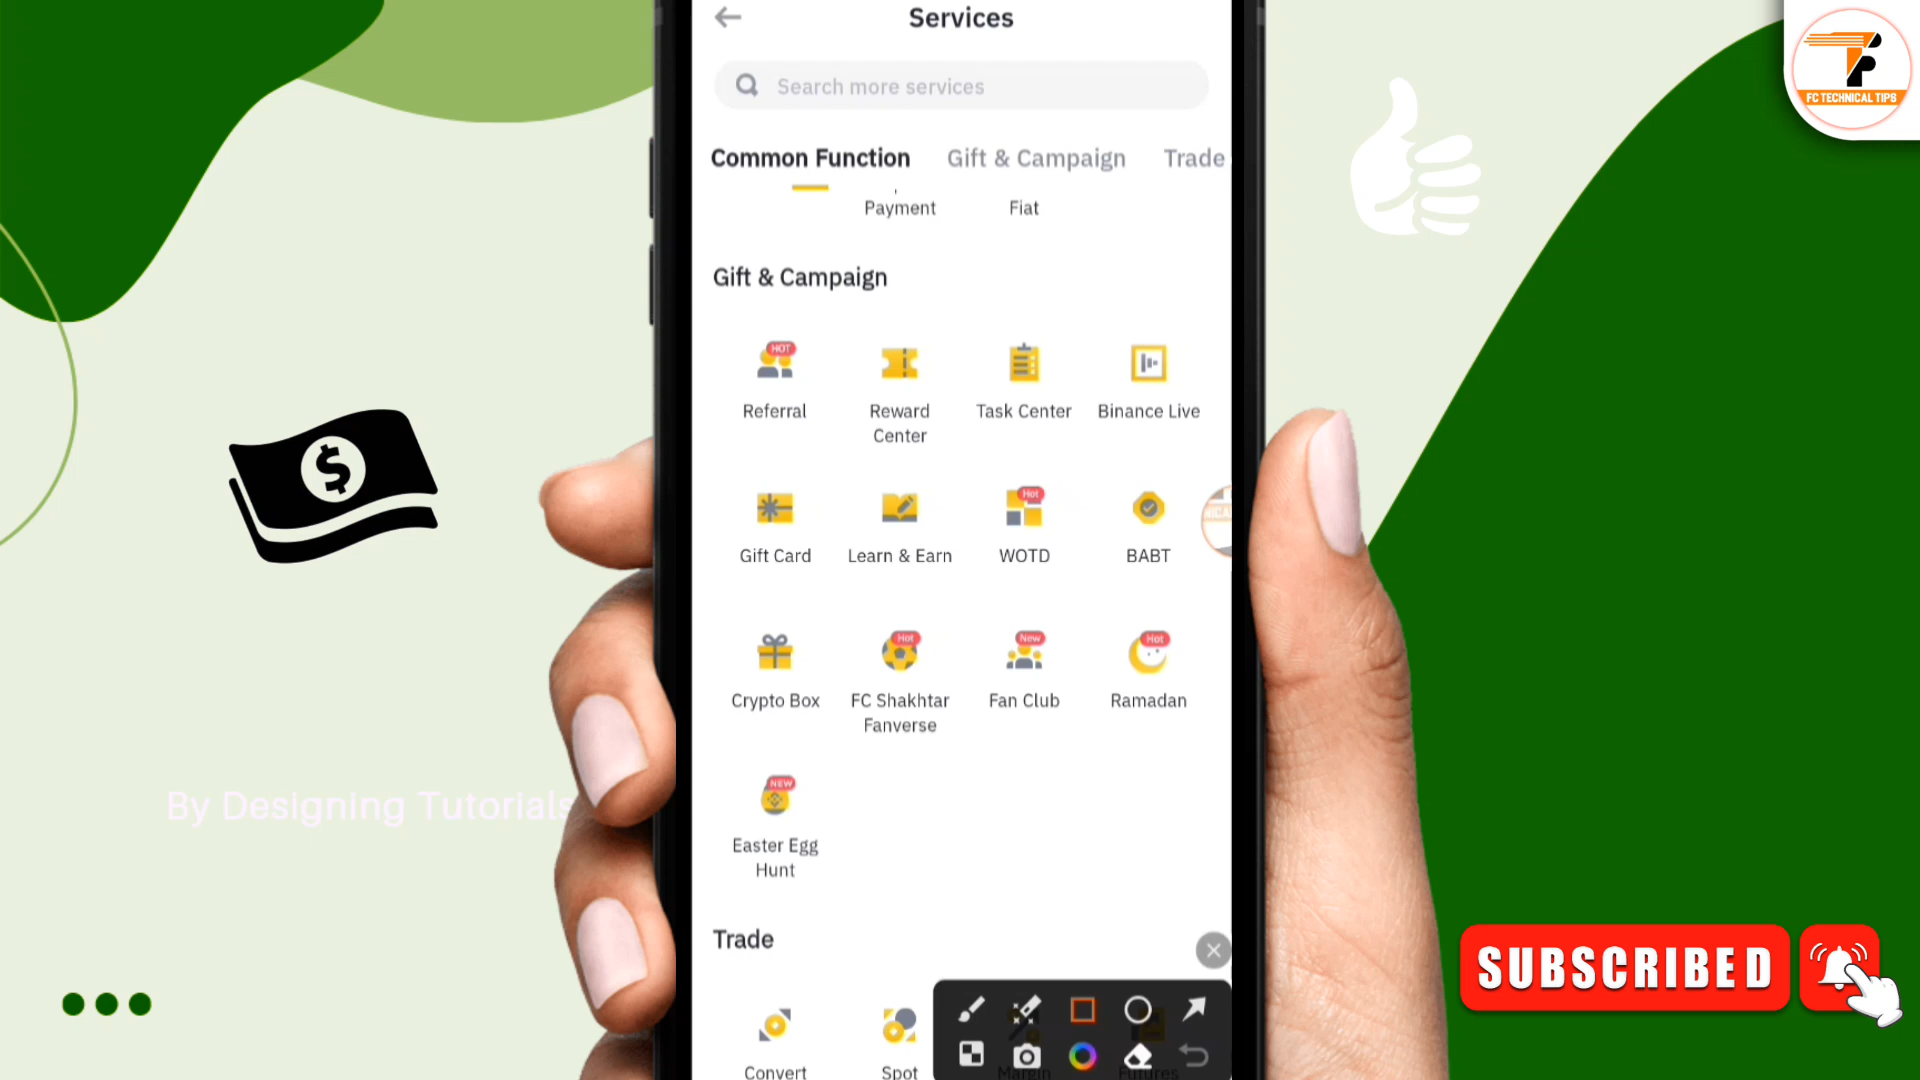 Services
Search more services
Common Function Gift & Campaign Trade
Payment Fiat
Gift & Campaign
HOT
Referral Reward Center Task Center Binance Live
Hot
Gift Card Learn & Earn WOTD BABT
Hot New Hot
Crypto Box FC Shakhtar Fanverse Fan Club Ramadan
NEW
Easter Egg Hunt
Trade
Convert Spot Margin Futures
FC TECHNICAL TIPS
By Designing Tutorials
SUBSCRIBED